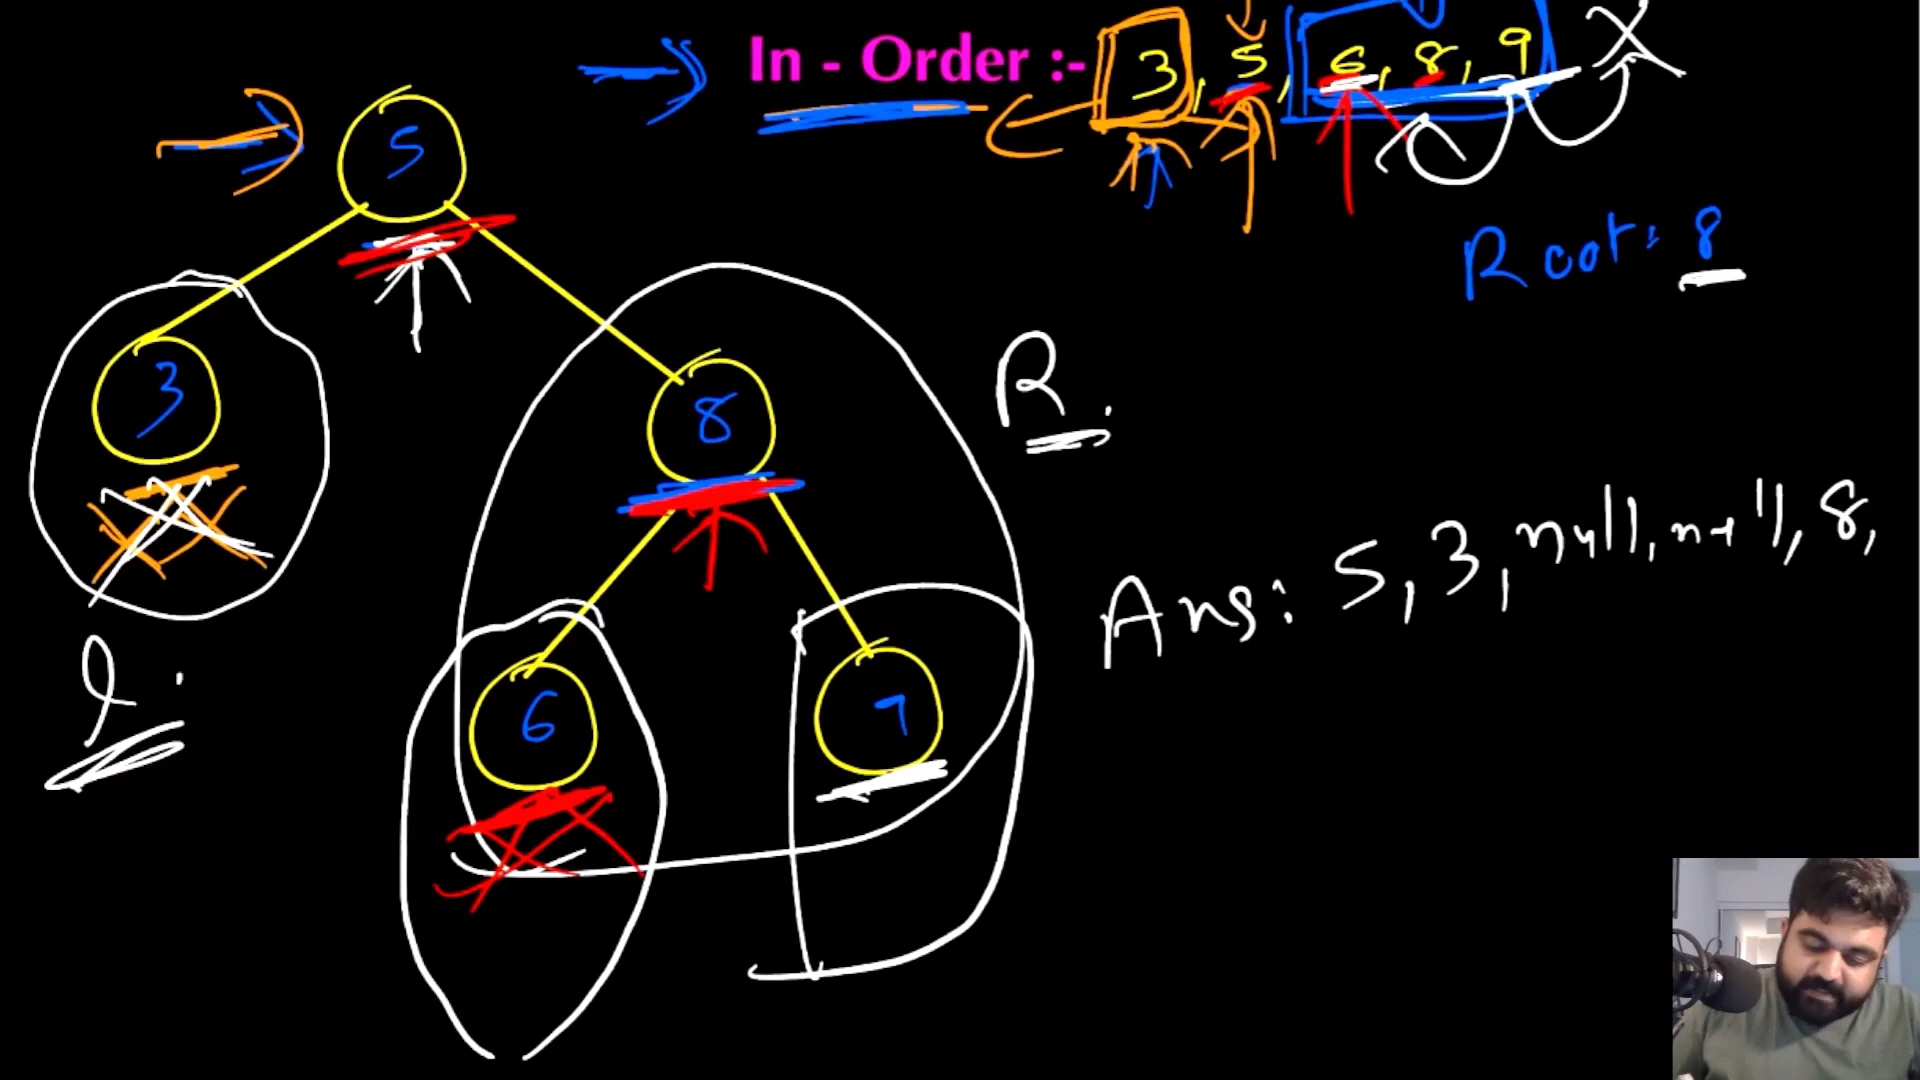 In - Order :- 3, 5, 6, 8, 9
5
Root: 8
3
8
R.
Ans: 5, 3, null, null, 8,
6
7